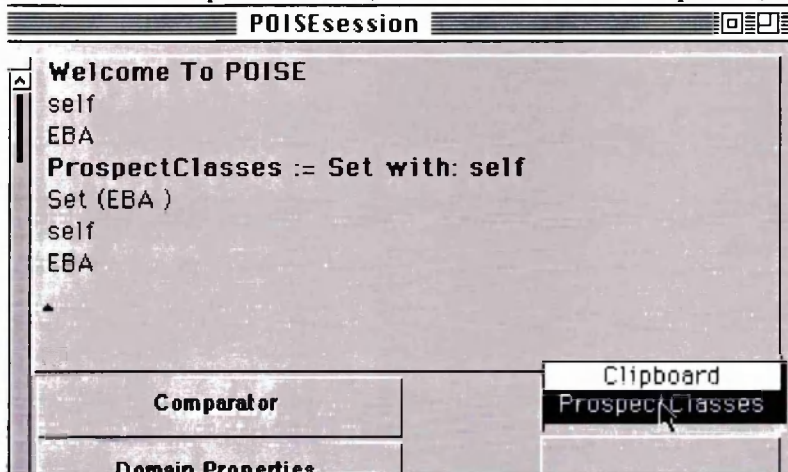 POISEsession
Welcome To POISE
self
EBA
ProspectClasses := Set with: self
Set (EBA )
self
EBA
Clipboard
Comparator
ProspectClasses
Domain Properties